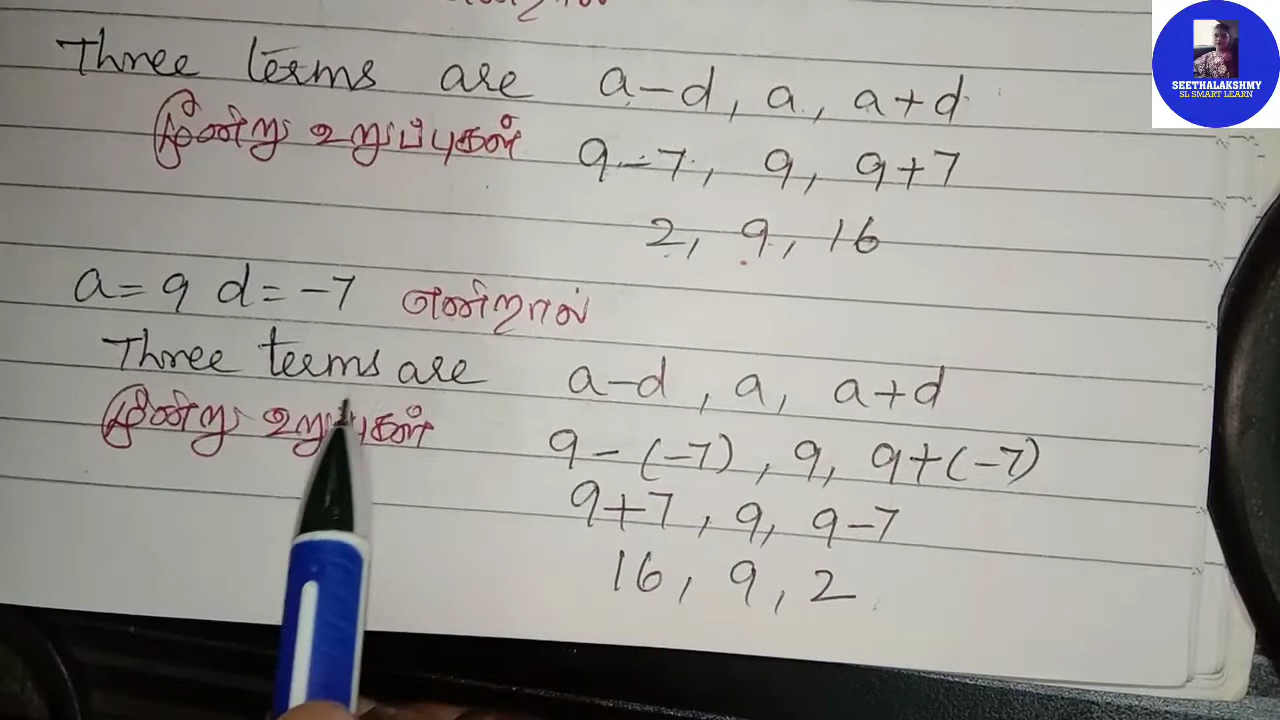 Three terms are a-d, a, a+d
மூன்று உறுப்புகள் 9-7, 9, 9+7
2, 9, 16
a=9 d=-7 என்றால்
Three terms are a-d, a, a+d
மூன்று உறுப்புகள் 9-(-7), 9, 9+(-7)
9+7, 9, 9-7
16, 9, 2
SEETHALAKSHMY
SL SMART LEARN